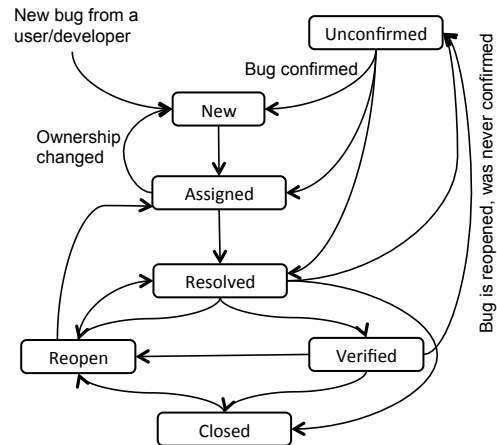 New bug from a
user/developer
Unconfirmed
Bug confirmed
New
Ownership
changed
Assigned
Resolved
Reopen
Verified
Closed
Bug is reopened, was never confirmed